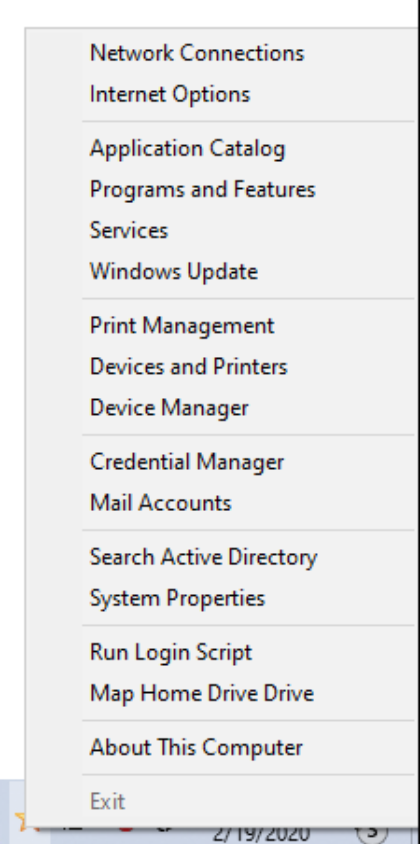 Network Connections
Internet Options
Application Catalog
Programs and Features
Services
Windows Update
Print Management
Devices and Printers
Device Manager
Credential Manager
Mail Accounts
Search Active Directory
System Properties
Run Login Script
Map Home Drive Drive
About This Computer
Exit
2/19/2020
3